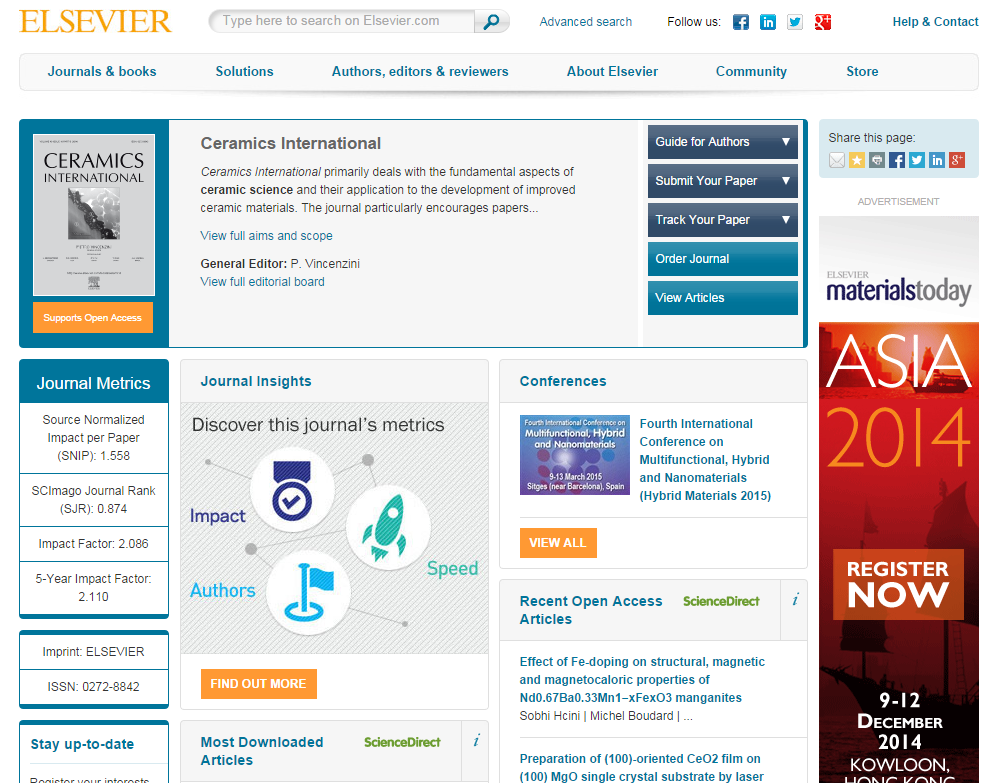 ELSEVIER
Type here to search on Elsevier.com
Advanced search
Follow us:
Help & Contact
Journals & books
Solutions
Authors, editors & reviewers
About Elsevier
Community
Store
CERAMICS
INTERNATIONAL
Supports Open Access
Ceramics International
Ceramics International primarily deals with the fundamental aspects of
ceramic science and their application to the development of improved
ceramic materials. The journal particularly encourages papers...
View full aims and scope
General Editor: P. Vincenzini
View full editorial board
Guide for Authors
Submit Your Paper
Track Your Paper
Order Journal
View Articles
Share this page:
ADVERTISEMENT
ELSEVIER
materialstoday
ASIA
2014
REGISTER
NOW
9-12
DECEMBER
2014
KOWLOON,
HONG KONG
Journal Metrics
Source Normalized
Impact per Paper
(SNIP): 1.558
SCImago Journal Rank
(SJR): 0.874
Impact Factor: 2.086
5-Year Impact Factor:
2.110
Imprint: ELSEVIER
ISSN: 0272-8842
Stay up-to-date
Register your interests
Journal Insights
Discover this journal's metrics
Impact
Speed
Authors
FIND OUT MORE
Most Downloaded
Articles
ScienceDirect
i
Conferences
Fourth International Conference on
Multifunctional, Hybrid
and Nanomaterials
9-13 March 2015
Sitges (near Barcelona), Spain
Fourth International
Conference on
Multifunctional, Hybrid
and Nanomaterials
(Hybrid Materials 2015)
VIEW ALL
Recent Open Access
Articles
ScienceDirect
i
Effect of Fe-doping on structural, magnetic
and magnetocaloric properties of
Nd0.67Ba0.33Mn1−xFexO3 manganites
Sobhi Hcini | Michel Boudard | ...
Preparation of (100)-oriented CeO2 film on
(100) MgO single crystal substrate by laser